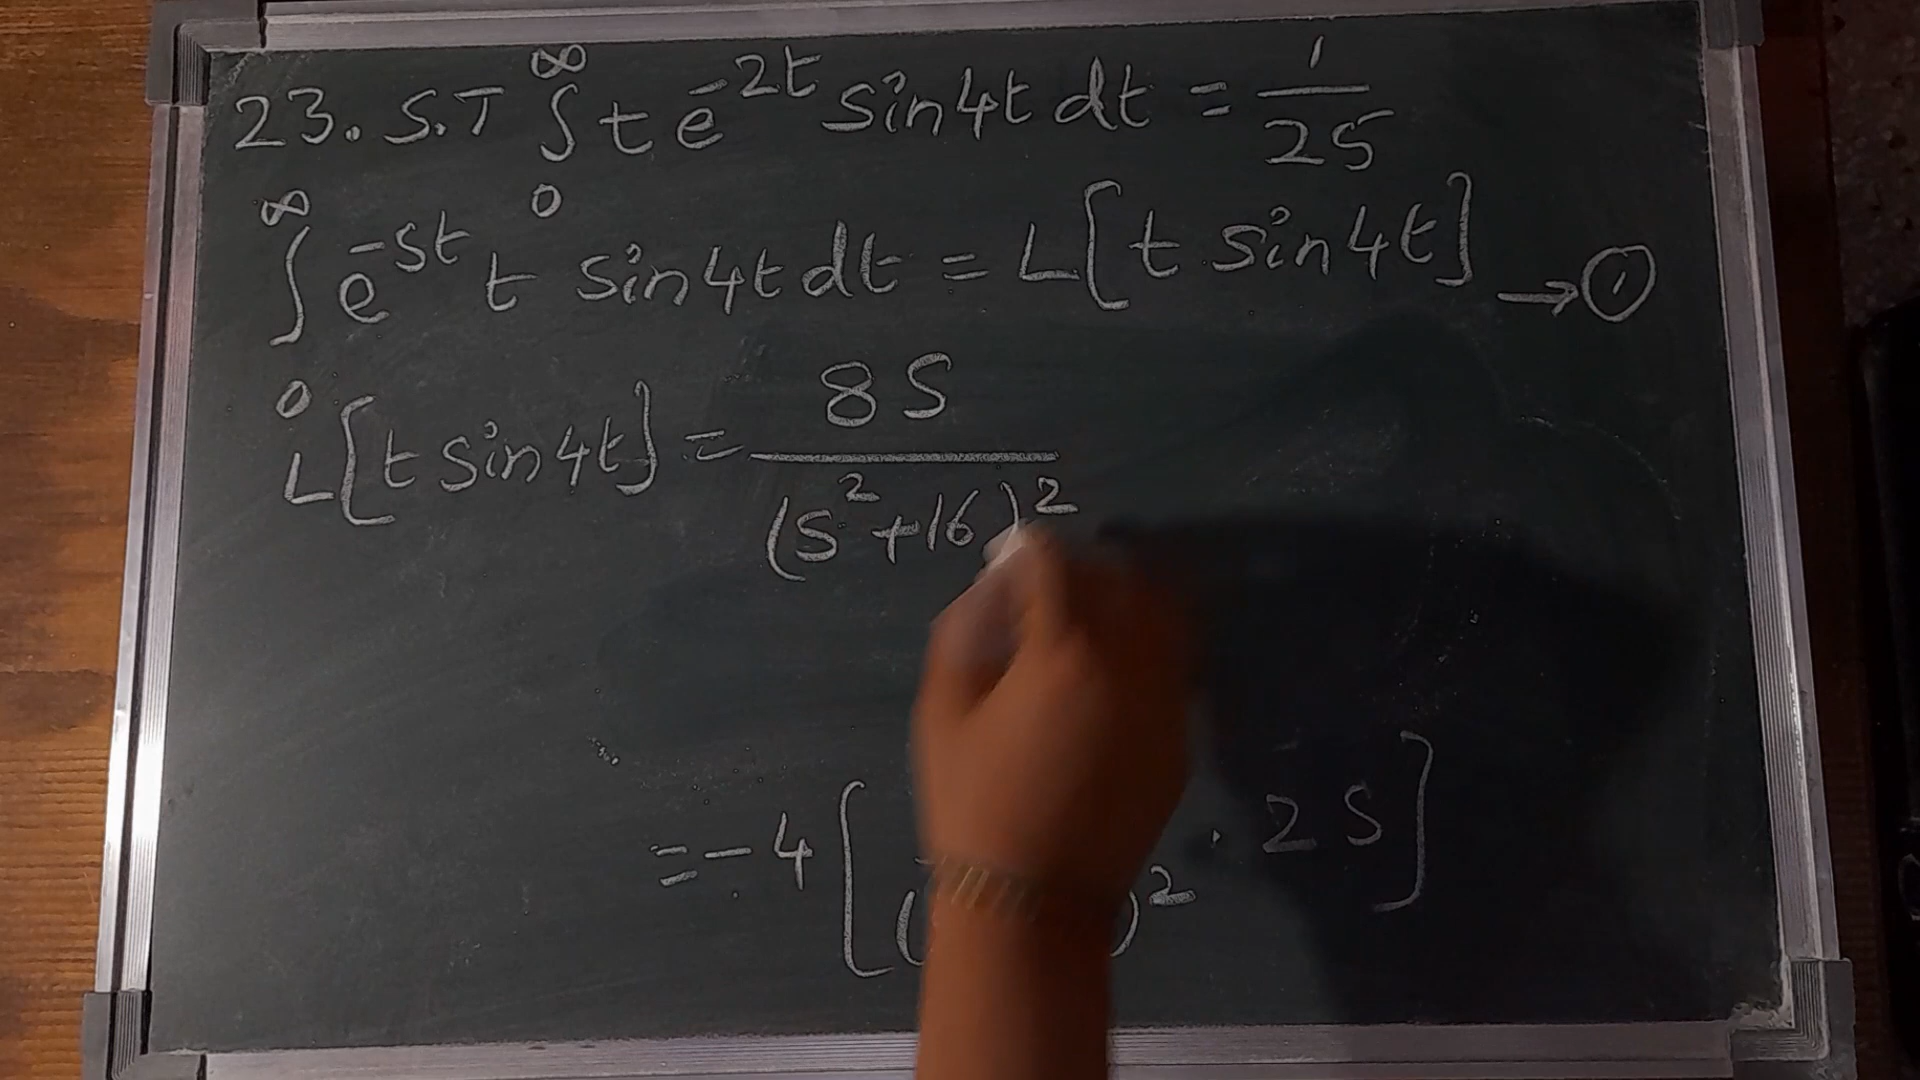 23. S.T ∫₀^∞ t e^{-2t} sin4t dt = 1/25
∫₀^∞ e^{-st} t sin4t dt = L[t sin4t] → ①
L[t sin4t] = 8S/(S²+16)²
= -4[ ( )² · 2S]